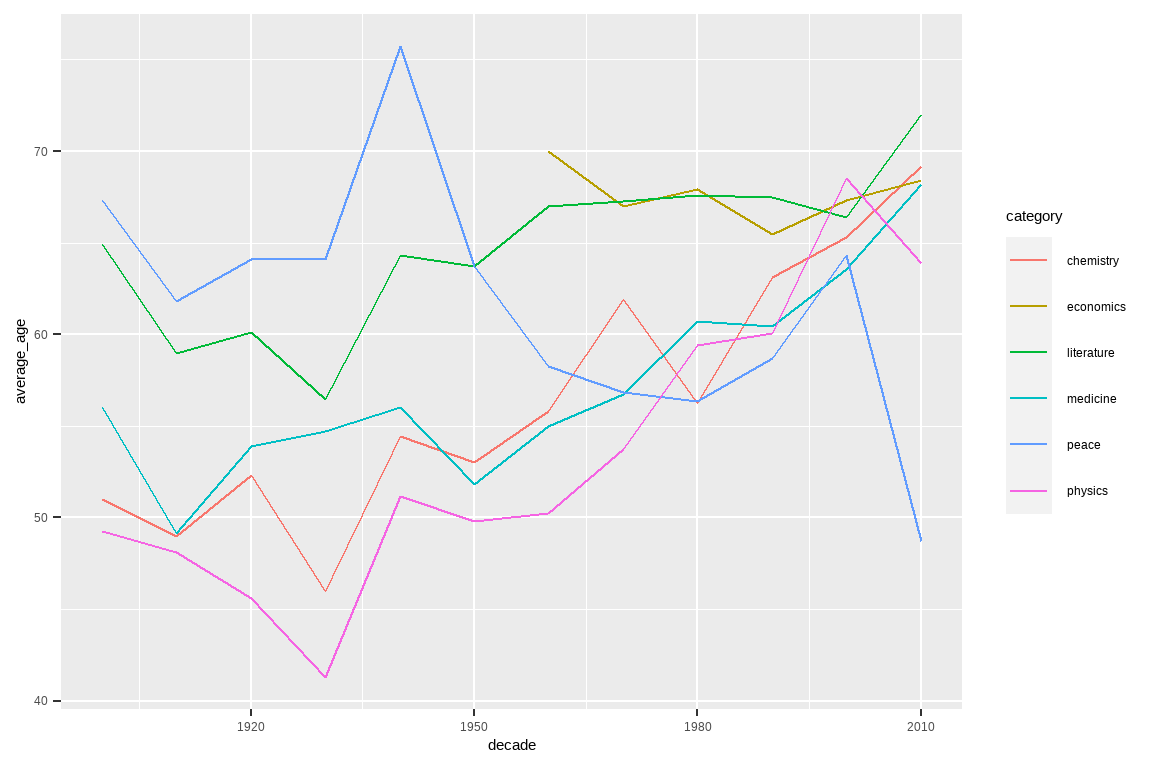 average_age
70
60
50
40
1920
1950
1980
2010
decade
category
chemistry
economics
literature
medicine
peace
physics